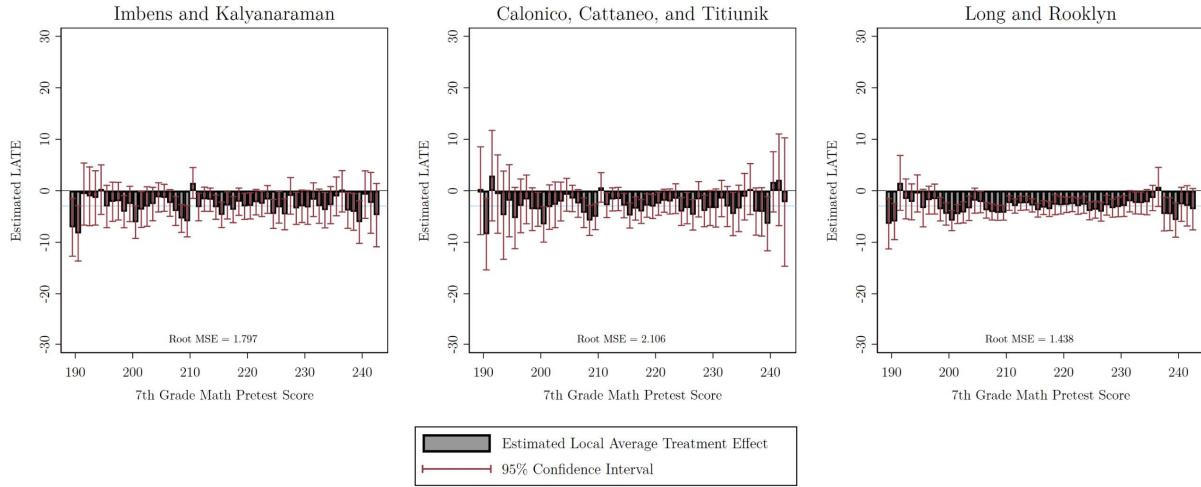 Imbens and Kalyanaraman
Estimated LATE
30
20
10
0
-10
-20
-30
Root MSE = 1.797
190 200 210 220 230 240
7th Grade Math Pretest Score
Calonico, Cattaneo, and Titiunik
Estimated LATE
30
20
10
0
-10
-20
-30
Root MSE = 2.106
190 200 210 220 230 240
7th Grade Math Pretest Score
Long and Rooklyn
Estimated LATE
30
20
10
0
-10
-20
-30
Root MSE = 1.438
190 200 210 220 230 240
7th Grade Math Pretest Score
Estimated Local Average Treatment Effect
95% Confidence Interval